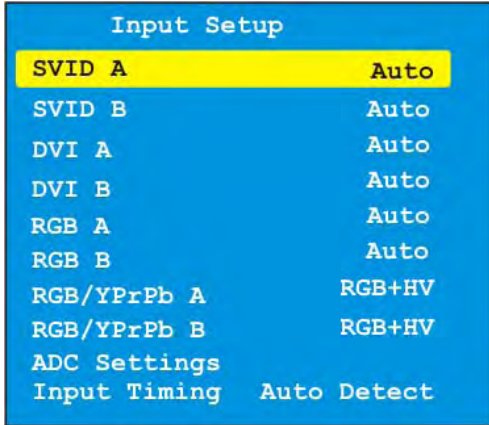 Input Setup
SVID A Auto
SVID B Auto
DVI A Auto
DVI B Auto
RGB A Auto
RGB B Auto
RGB/YPrPb A RGB+HV
RGB/YPrPb B RGB+HV
ADC Settings
Input Timing Auto Detect